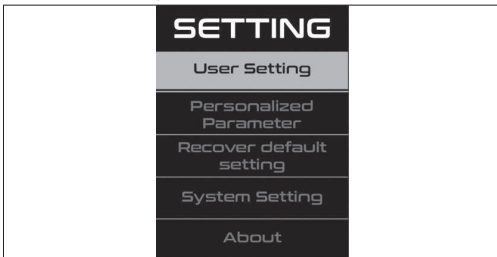 SETTING
User Setting
Personalized
Parameter
Recover default
setting
System Setting
About